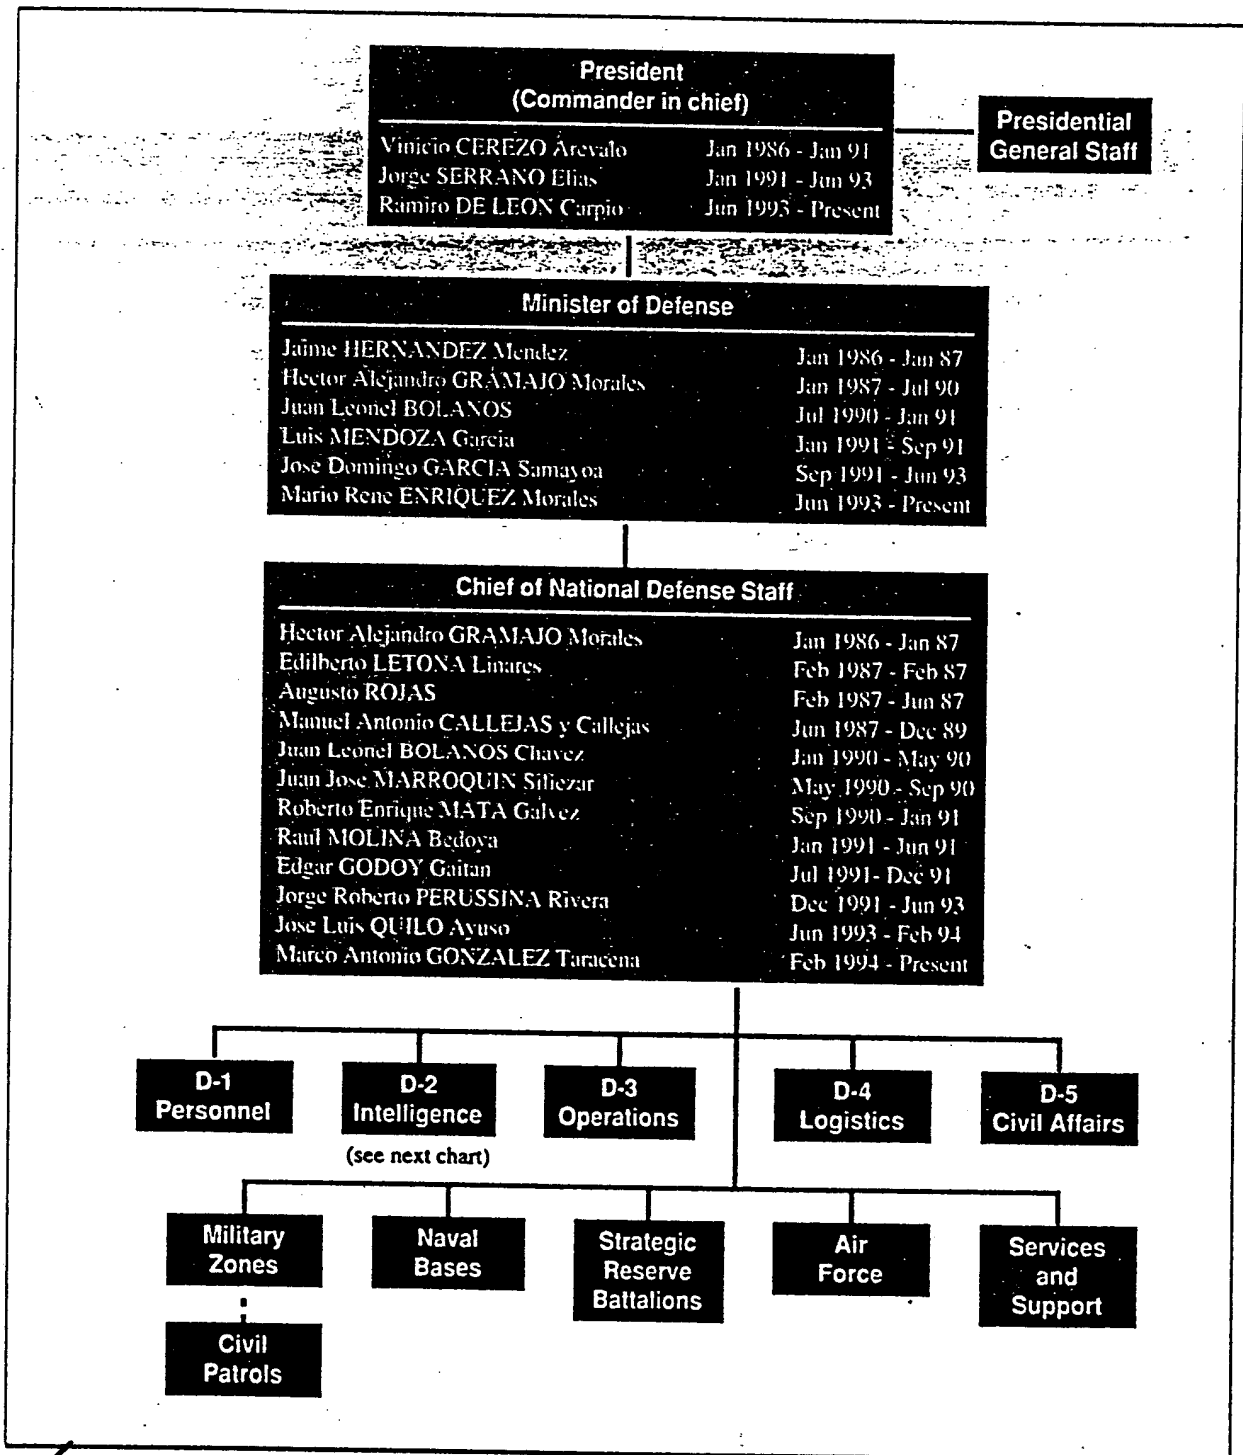 President
(Commander in chief)
Vinicio CEREZO Árevalo Jan 1986 - Jan 91
Jorge SERRANO Elias Jan 1991 - Jun 93
Ramiro DE LEON Carpio Jun 1993 - Present
Presidential
General Staff
Minister of Defense
Jaime HERNANDEZ Mendez Jan 1986 - Jan 87
Hector Alejandro GRAMAJO Morales Jan 1987 - Jul 90
Juan Leonel BOLANOS Jul 1990 - Jan 91
Luis MENDOZA Garcia Jan 1991 - Sep 91
Jose Domingo GARCIA Samayoa Sep 1991 - Jun 93
Mario Rene ENRIQUEZ Morales Jun 1993 - Present
Chief of National Defense Staff
Hector Alejandro GRAMAJO Morales Jan 1986 - Jan 87
Edilberto LETONA Linares Feb 1987 - Feb 87
Augusto ROJAS Feb 1987 - Jun 87
Manuel Antonio CALLEJAS y Callejas Jun 1987 - Dec 89
Juan Leonel BOLANOS Chavez Jan 1990 - May 90
Juan Jose MARROQUIN Siliezar May 1990 - Sep 90
Roberto Enrique MATA Galvez Sep 1990 - Jan 91
Raul MOLINA Bedoya Jan 1991 - Jun 91
Edgar GODOY Gaitan Jul 1991- Dec 91
Jorge Roberto PERUSSINA Rivera Dec 1991 - Jun 93
Jose Luis QUILO Ayuso Jun 1993 - Feb 94
Marco Antonio GONZALEZ Taracena Feb 1994 - Present
D-1
Personnel
D-2
Intelligence
(see next chart)
D-3
Operations
D-4
Logistics
D-5
Civil Affairs
Military
Zones
Naval
Bases
Strategic
Reserve
Battalions
Air
Force
Services
and
Support
Civil
Patrols